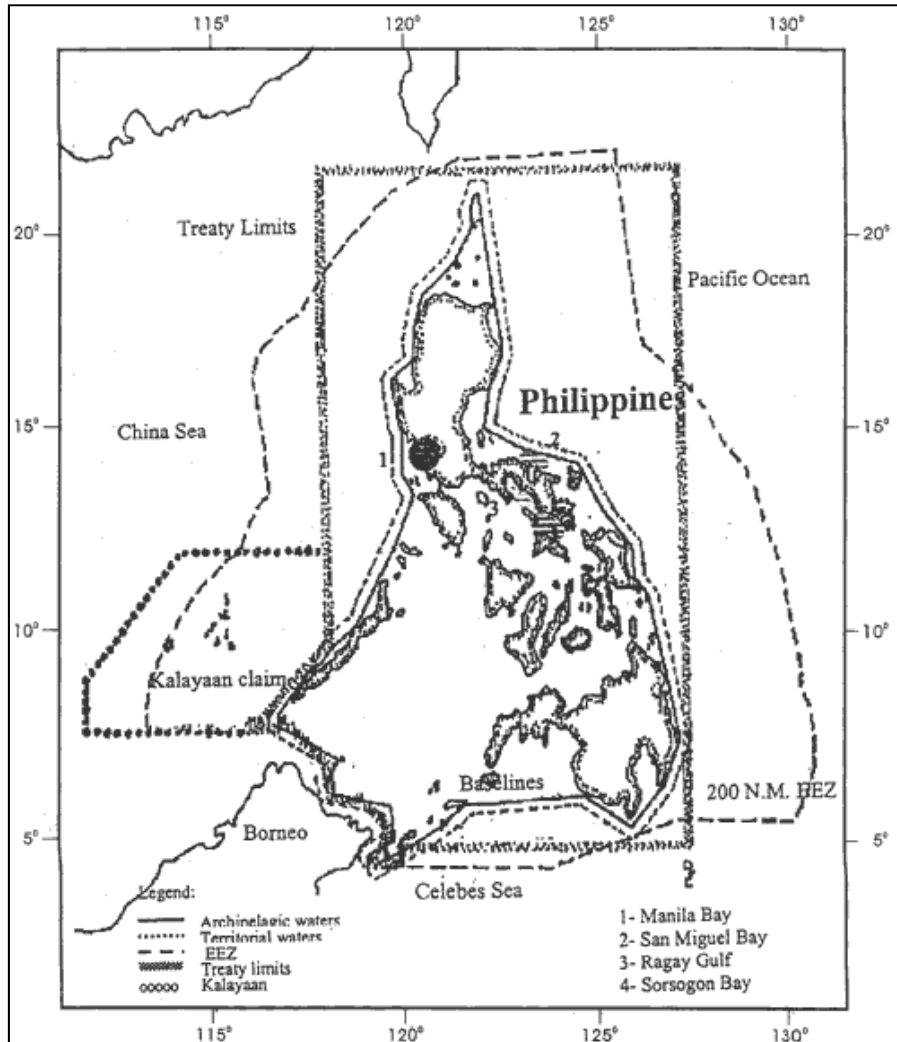 115° 120° 125° 130°
20° 20°
Treaty Limits
Pacific Ocean
15° 15°
Philippine
China Sea
1
2
3
10° 10°
Kalayaan claim
Baselines
200 N.M. EEZ
5° 5°
Borneo
Celebes Sea
Legend:
Archipelagic waters
Territorial waters
EEZ
Treaty limits
Kalayaan
1- Manila Bay
2- San Miguel Bay
3- Ragay Gulf
4- Sorsogon Bay
115° 120° 125° 130°